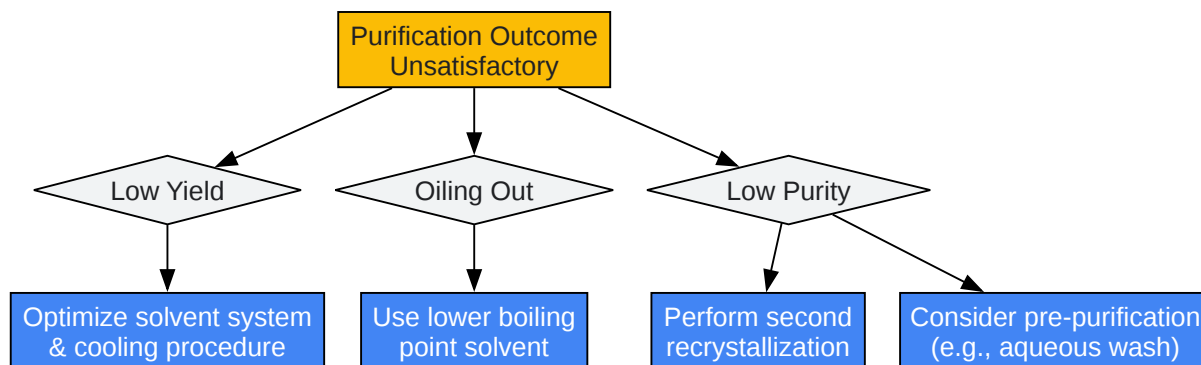 Purification Outcome
Unsatisfactory
Low Yield
Oiling Out
Low Purity
Optimize solvent system
& cooling procedure
Use lower boiling
point solvent
Perform second
recrystallization
Consider pre-purification
(e.g., aqueous wash)